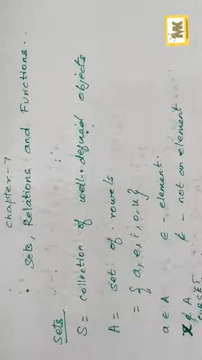 Chapter-7
Sets, Relations and Functions..
Sets
S = collection of well-defined objects
A = set of vowels
= { a, e, i, o, u }
a ∈ A  ∈ - element.
x ∉ A  ∉ - not an element
MK